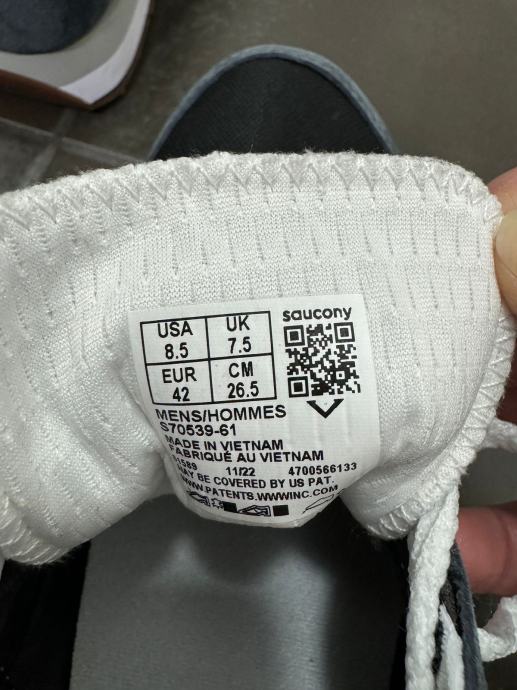 saucony
USA UK
8.5 7.5
EUR CM
42 26.5
MENS/HOMMES
S70539-61
MADE IN VIETNAM
FABRIQUÉ AU VIETNAM
11/22 4700566133
MAY BE COVERED BY US PAT.
WWW.PATENTS.WWWINC.COM